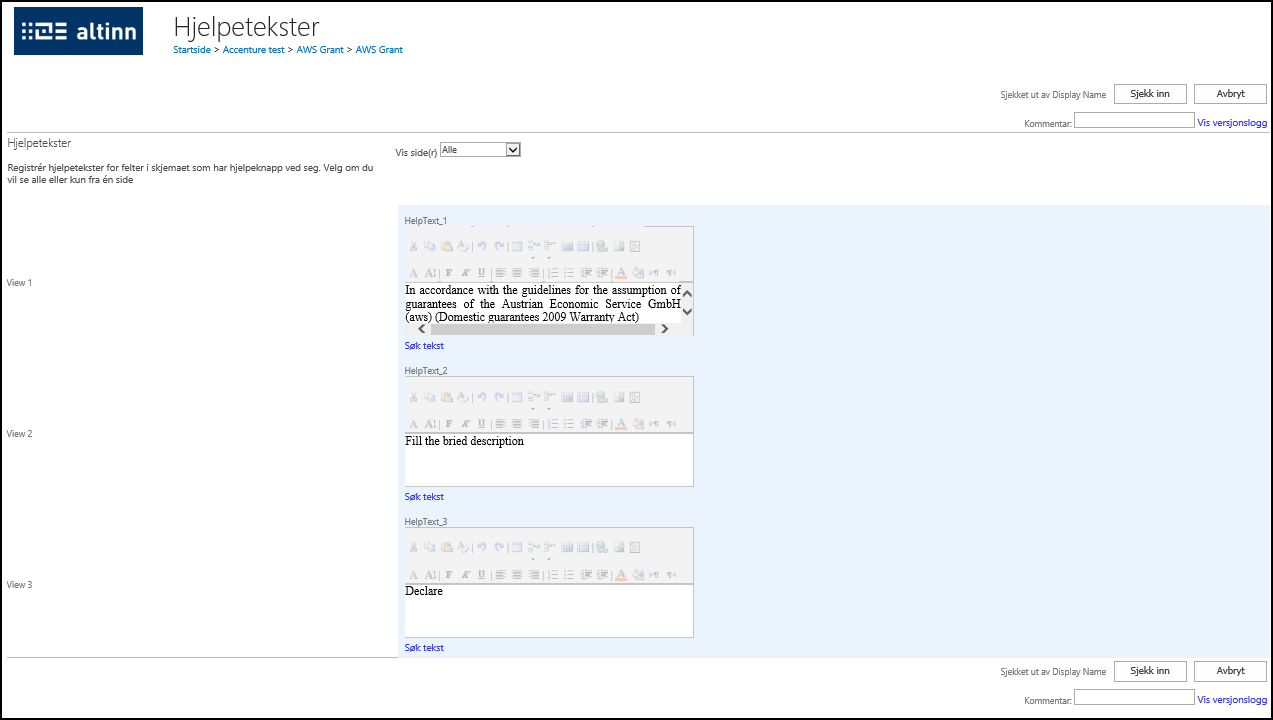 altinn
Hjelpetekster
Startside > Accenture test > AWS Grant > AWS Grant
Sjekket ut av Display Name Sjekk inn Avbryt
Kommentar: Vis versjonslogg
Hjelpetekster
Registrér hjelpetekster for felter i skjemaet som har hjelpeknapp ved seg. Velg om du
vil se alle eller kun fra én side
Vis side(r) Alle
View 1
HelpText_1
In accordance with the guidelines for the assumption of
guarantees of the Austrian Economic Service GmbH
(aws) (Domestic guarantees 2009 Warranty Act)
Søk tekst
View 2
HelpText_2
Fill the bried description
Søk tekst
View 3
HelpText_3
Declare
Søk tekst
Sjekket ut av Display Name Sjekk inn Avbryt
Kommentar: Vis versjonslogg